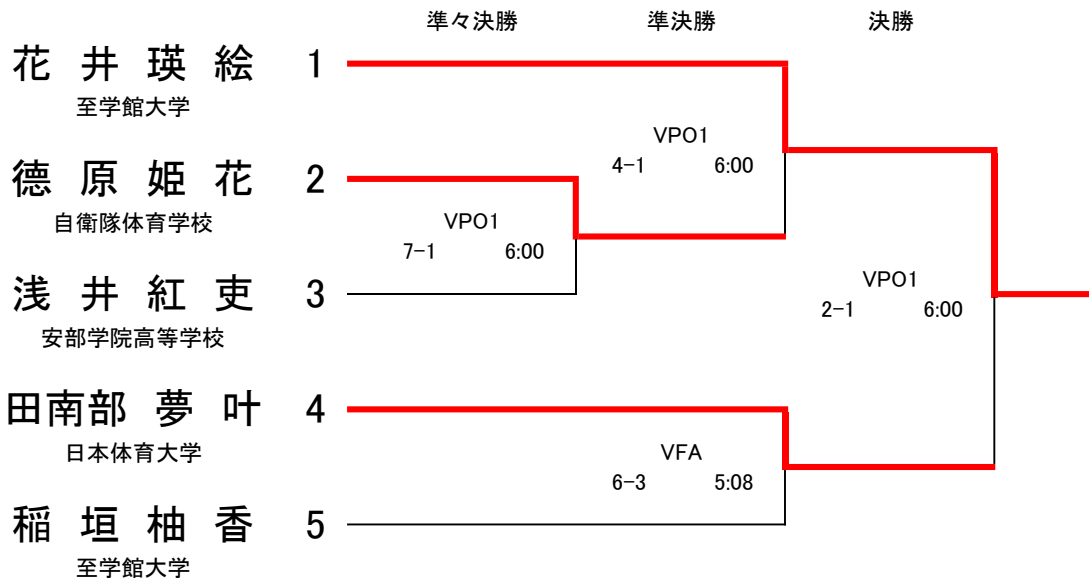 準々決勝 準決勝 決勝
花井瑛絵 1
至学館大学
VPO1
4-1 6:00
德原姫花 2
自衛隊体育学校
VPO1
7-1 6:00
浅井紅吏 3
安部学院高等学校
VPO1
2-1 6:00
田南部夢叶 4
日本体育大学
VFA
6-3 5:08
稲垣柚香 5
至学館大学